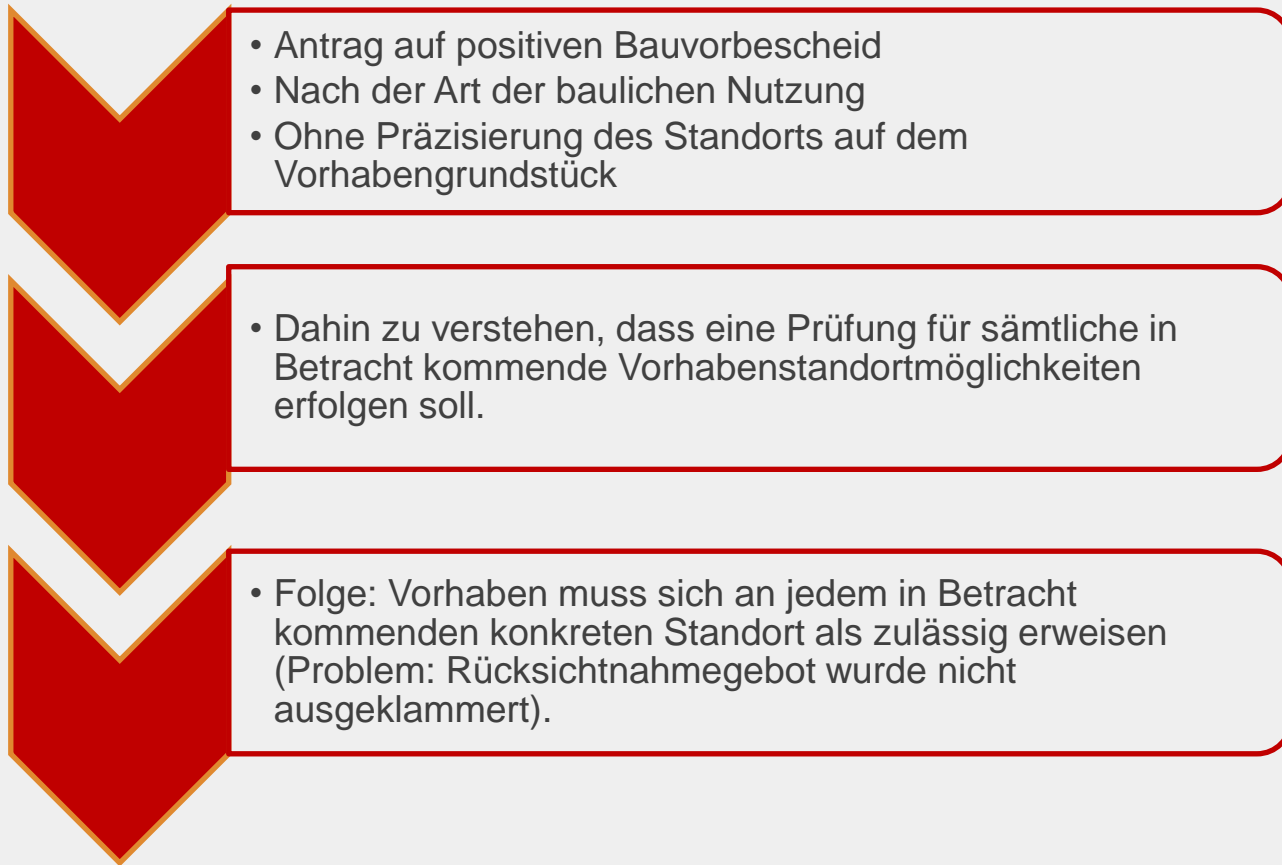 • Antrag auf positiven Bauvorbescheid
• Nach der Art der baulichen Nutzung
• Ohne Präzisierung des Standorts auf dem
Vorhabengrundstück
• Dahin zu verstehen, dass eine Prüfung für sämtliche in
Betracht kommende Vorhabenstandortmöglichkeiten
erfolgen soll.
• Folge: Vorhaben muss sich an jedem in Betracht
kommenden konkreten Standort als zulässig erweisen
(Problem: Rücksichtnahmegebot wurde nicht
ausgeklammert).